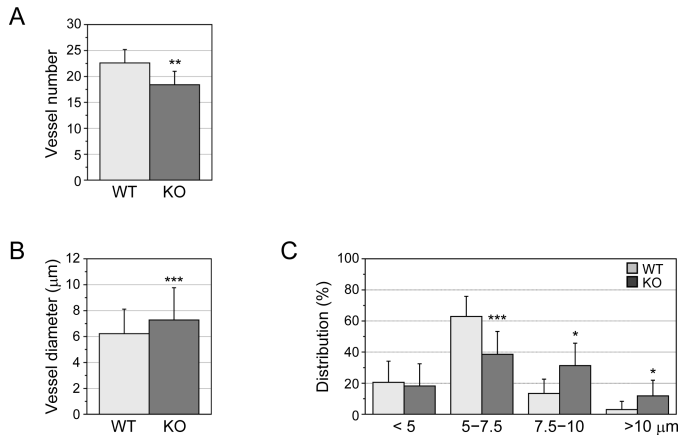 A
Vessel number
30
25
20
15
10
5
0
**
WT KO
B
Vessel diameter (µm)
12
10
8
6
4
2
0
***
WT KO
C
Distribution (%)
100
80
60
40
20
0
WT
KO
***
*
*
< 5 5−7.5 7.5−10 >10 µm